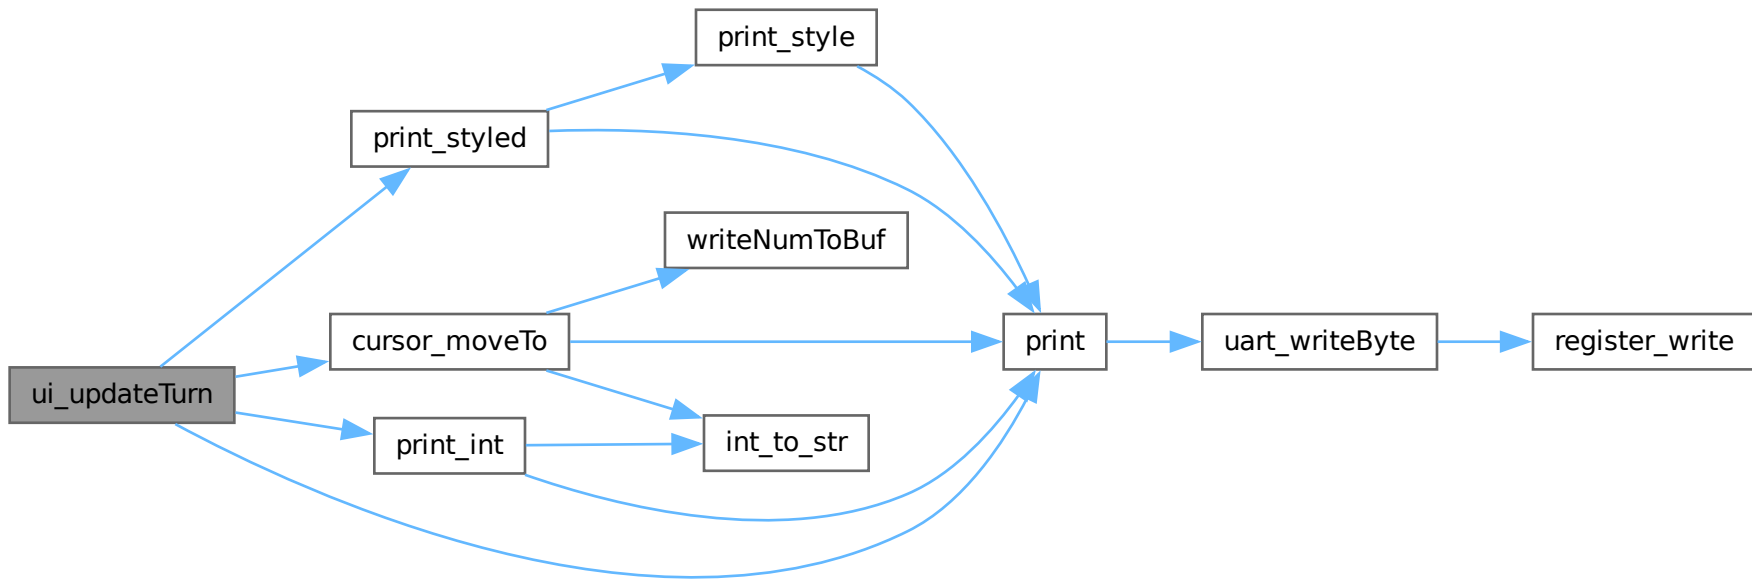 print_style
print_styled
writeNumToBuf
cursor_moveTo
print
uart_writeByte
register_write
ui_updateTurn
print_int
int_to_str